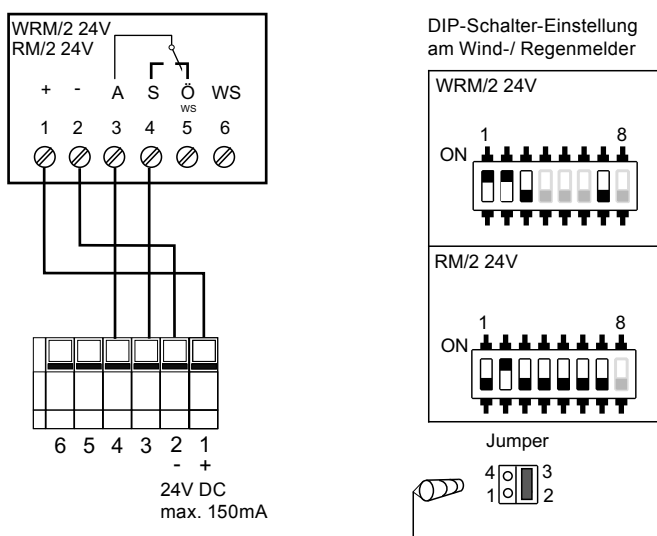 WRM/2 24V
RM/2 24V
+ - A S Ö WS
WS
1 2 3 4 5 6
6 5 4 3 2 1
- +
24V DC
max. 150mA
DIP-Schalter-Einstellung
am Wind-/ Regenmelder
WRM/2 24V
1 8
ON
RM/2 24V
1 8
ON
Jumper
4 3
1 2